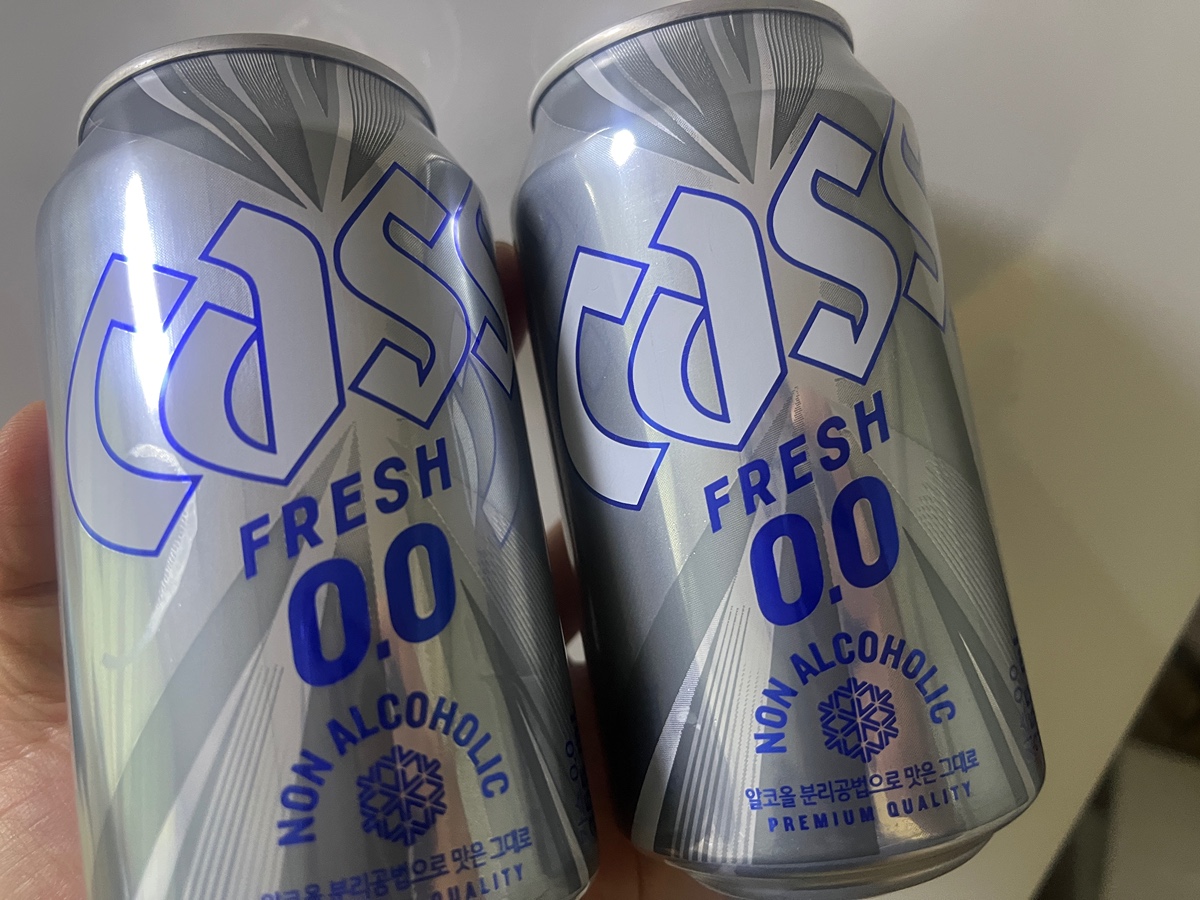 cass
FRESH
0.0
NON ALCOHOLIC
알코올 분리공법으로 맛은 그대로
QUALITY
cass
FRESH
0.0
NON ALCOHOLIC
알코올 분리공법으로 맛은 그대로
PREMIUM QUALITY